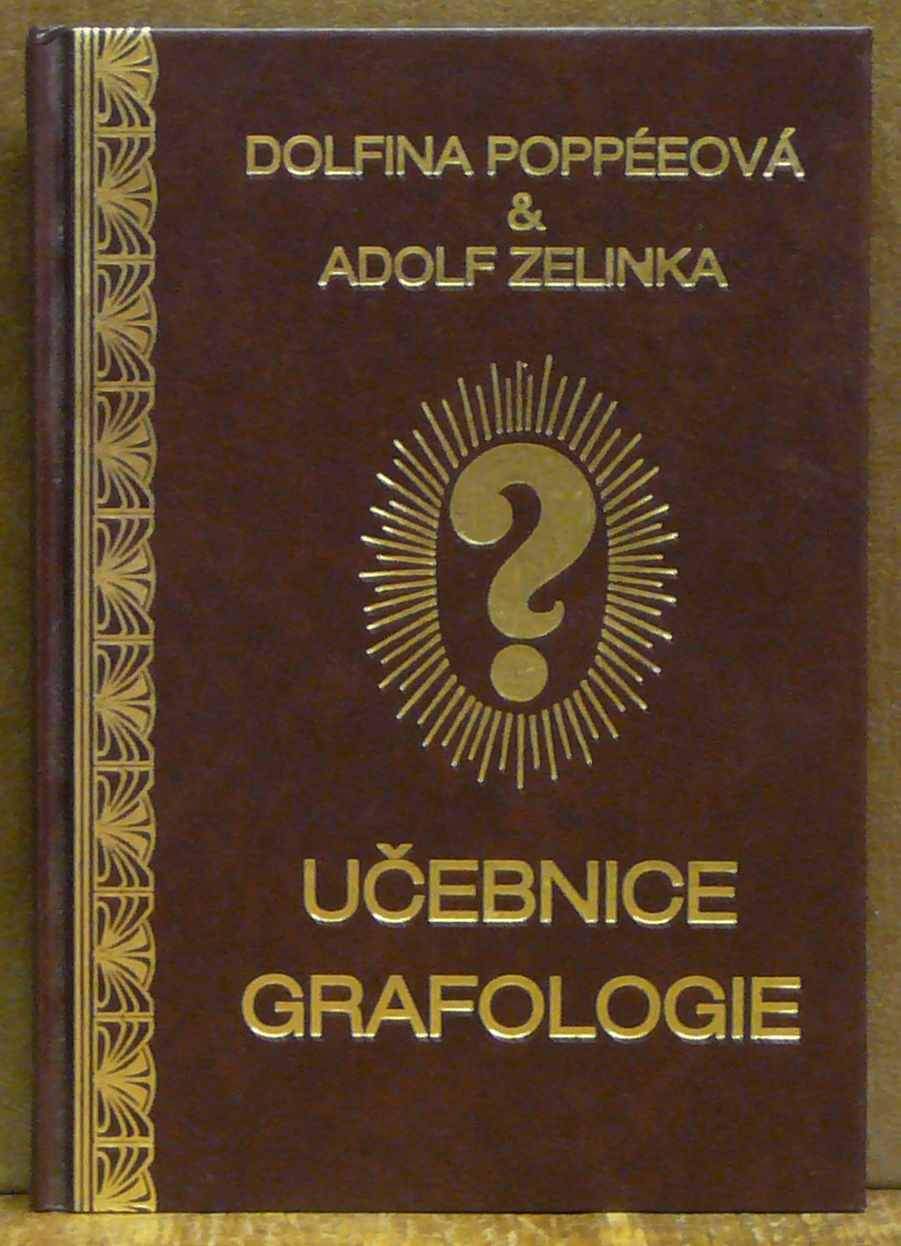 DOLFINA POPPÉEOVÁ
&
ADOLF ZELINKA
?
UČEBNICE
GRAFOLOGIE